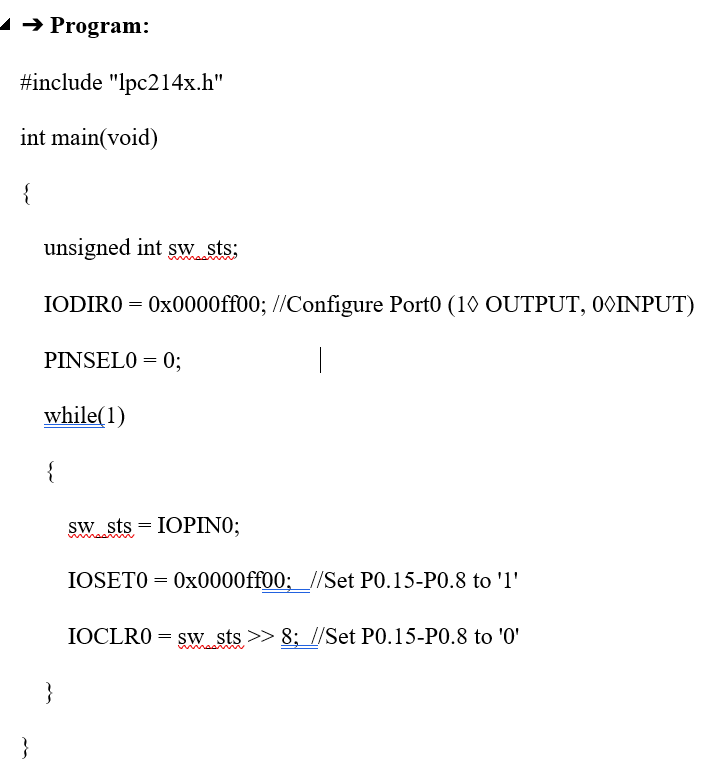 ➔ Program:
#include "lpc214x.h"
int main(void)
{
unsigned int sw_sts;
IODIR0 = 0x0000ff00; //Configure Port0 (1◊ OUTPUT, 0◊INPUT)
PINSEL0 = 0;
while(1)
{
sw_sts = IOPIN0;
IOSET0 = 0x0000ff00; //Set P0.15-P0.8 to '1'
IOCLR0 = sw_sts >> 8; //Set P0.15-P0.8 to '0'
}
}